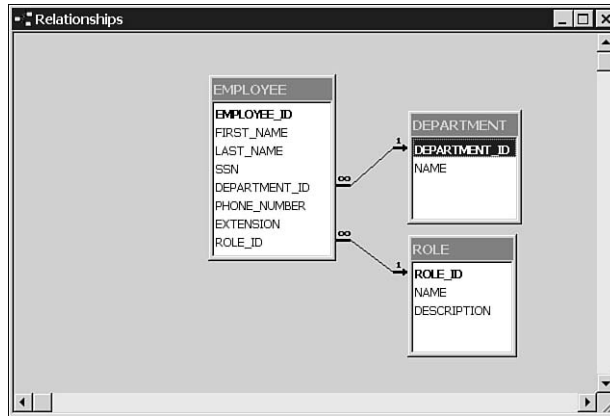 Relationships
EMPLOYEE
EMPLOYEE_ID
FIRST_NAME
LAST_NAME
SSN
DEPARTMENT_ID
PHONE_NUMBER
EXTENSION
ROLE_ID
∞
1
∞
1
DEPARTMENT
DEPARTMENT_ID
NAME
ROLE
ROLE_ID
NAME
DESCRIPTION